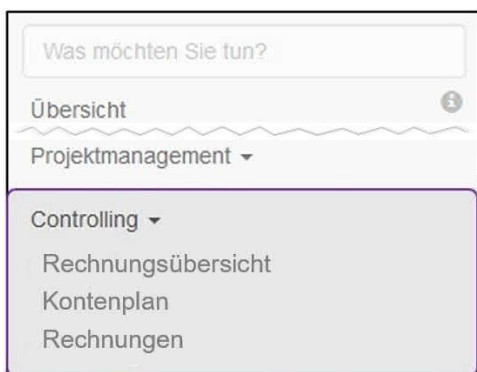 Was möchten Sie tun?
Übersicht
Projektmanagement
Controlling
Rechnungsübersicht
Kontenplan
Rechnungen